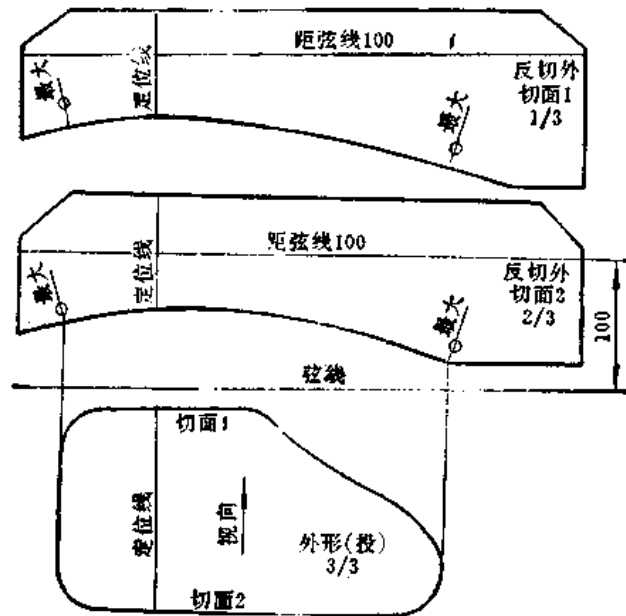 距弦线100
定位线
最大
最大
反切外
切面1
1/3
距弦线100
定位线
最大
最大
反切外
切面2
2/3
100
弦线
切面1
定位线
视向
外形(投)
3/3
切面2